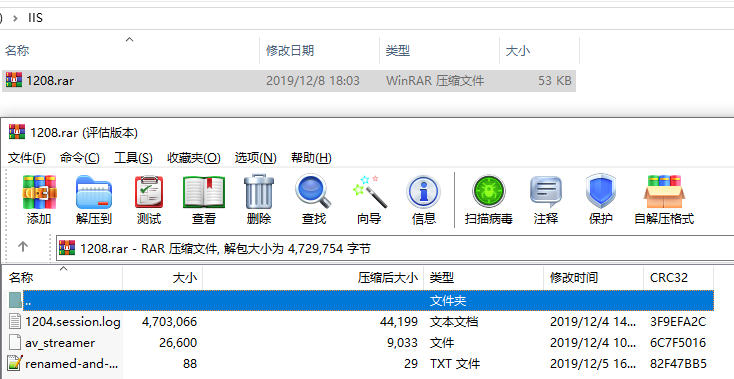 ) › IIS
名称 修改日期 类型 大小
1208.rar 2019/12/8 18:03 WinRAR 压缩文件 53 KB
1208.rar (评估版本)
文件(F) 命令(C) 工具(S) 收藏夹(O) 选项(N) 帮助(H)
添加 解压到 测试 查看 删除 查找 向导 信息 扫描病毒 注释 保护 自解压格式
1208.rar - RAR 压缩文件, 解包大小为 4,729,754 字节
名称 大小 压缩后大小 类型 修改时间 CRC32
.. 文件夹
1204.session.log 4,703,066 44,199 文本文档 2019/12/4 14... 3F9EFA2C
av_streamer 26,600 9,033 文件 2019/12/4 10... 6C7F5016
renamed-and-... 88 29 TXT 文件 2019/12/5 16... 82F47BB5